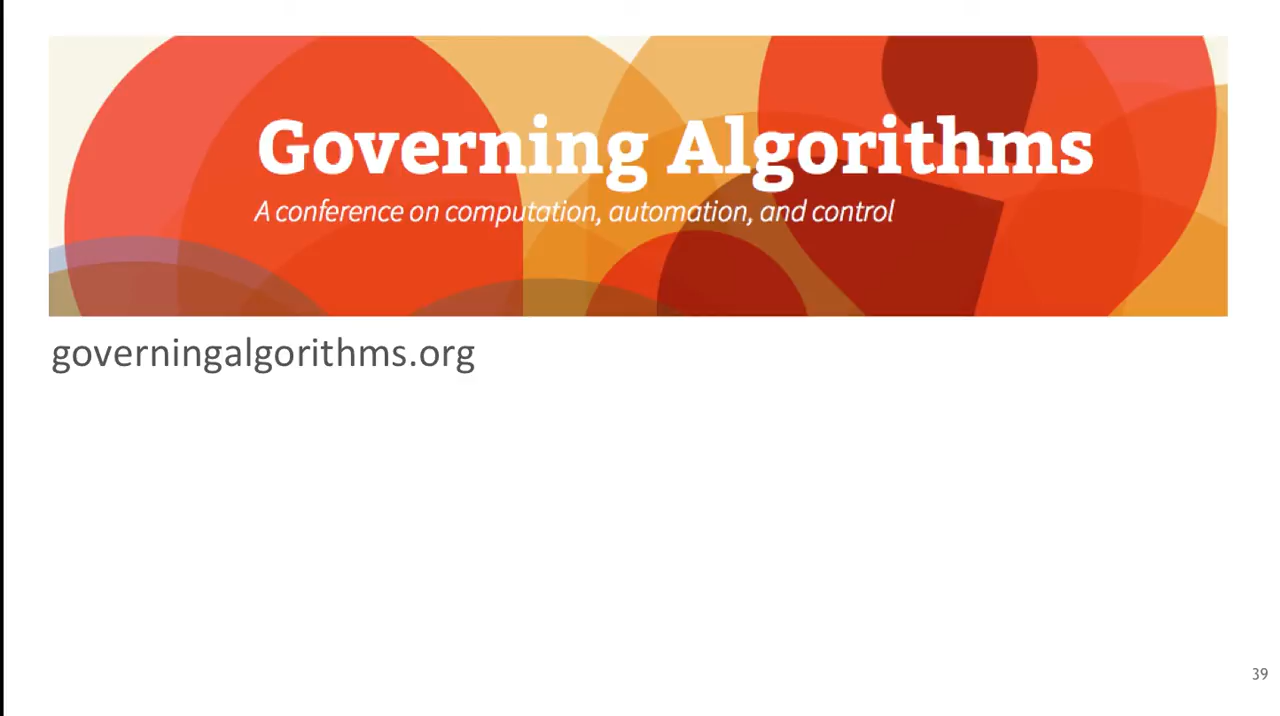 Governing Algorithms
A conference on computation, automation, and control
governingalgorithms.org
39